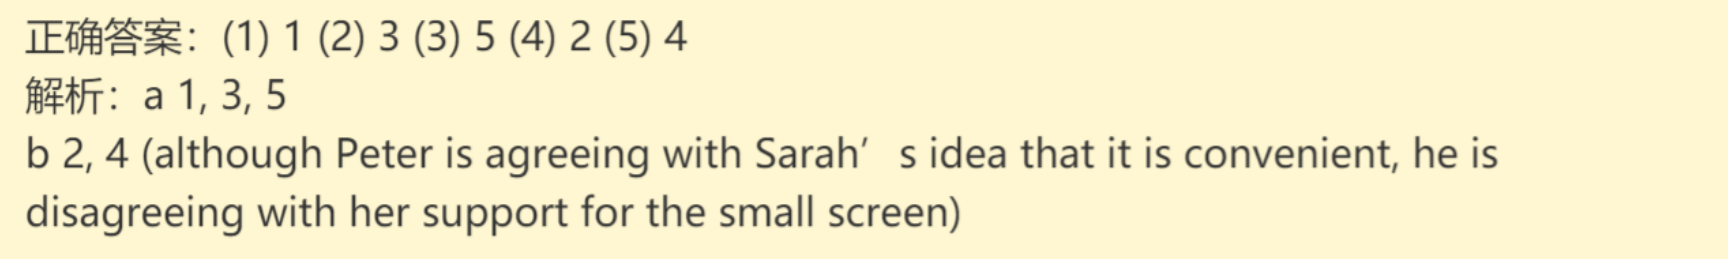 正确答案：(1) 1 (2) 3 (3) 5 (4) 2 (5) 4
解析：a 1, 3, 5
b 2, 4 (although Peter is agreeing with Sarah′ s idea that it is convenient, he is
disagreeing with her support for the small screen)